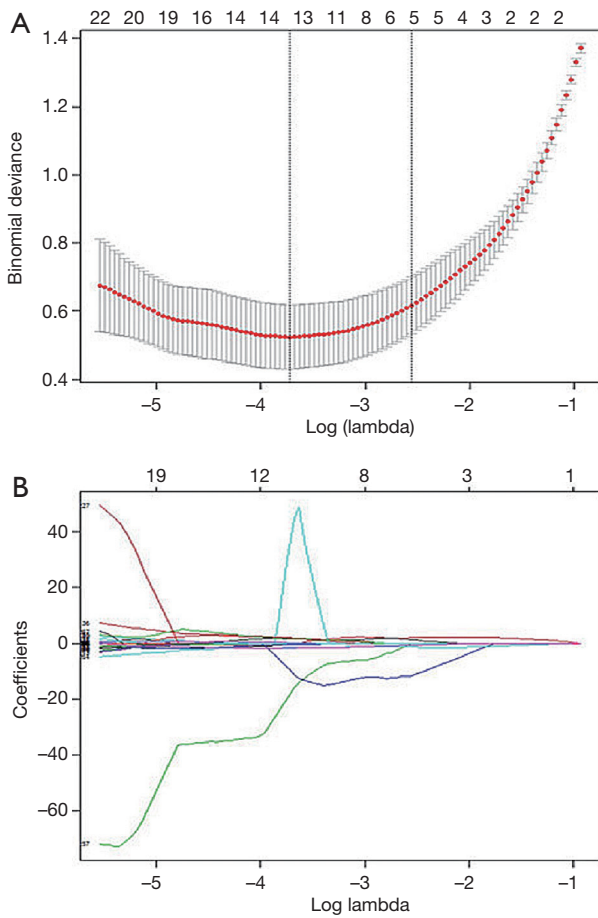 A
22 20 19 16 14 14 13 11 8 6 5 5 4 3 2 2 2
1.4
1.2
1.0
0.8
0.6
0.4
Binomial deviance
–5 –4 –3 –2 –1
Log (lambda)
B
19 12 8 3 1
40
20
0
–20
–40
–60
Coefficients
–5 –4 –3 –2 –1
Log lambda